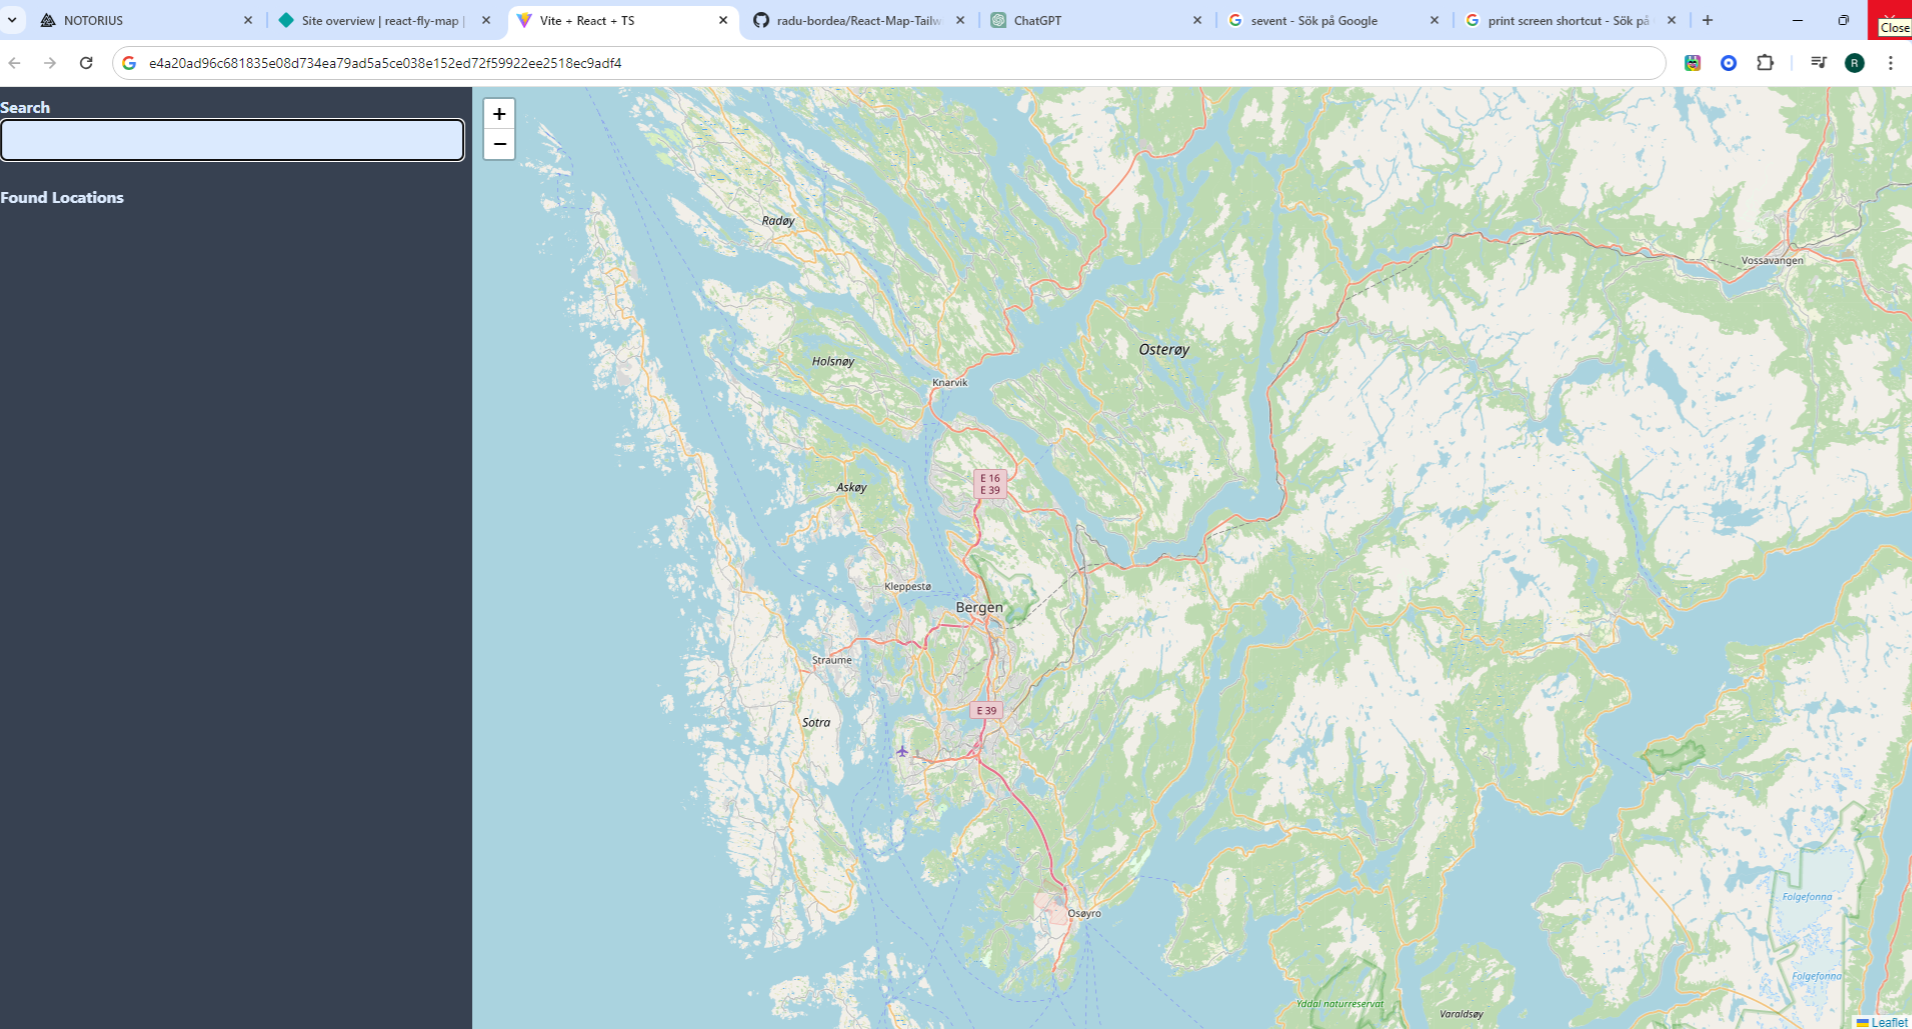 NOTORIUS
Site overview | react-fly-map |
Vite + React + TS
radu-bordea/React-Map-Tailw
ChatGPT
sevent - Sök på Google
print screen shortcut - Sök på
Close
e4a20ad96c681835e08d734ea79ad5a5ce038e152ed72f59922ee2518ec9adf4
R
Search
+
−
Found Locations
Radøy
Vossavangen
Osterøy
Holsnøy
Knarvik
E 16
E 39
Askøy
Kleppestø
Bergen
Straume
E 39
Sotra
Folgefonna
Osøyro
Folgefonna
Yddal naturreservat
Varaldsøy
Leaflet